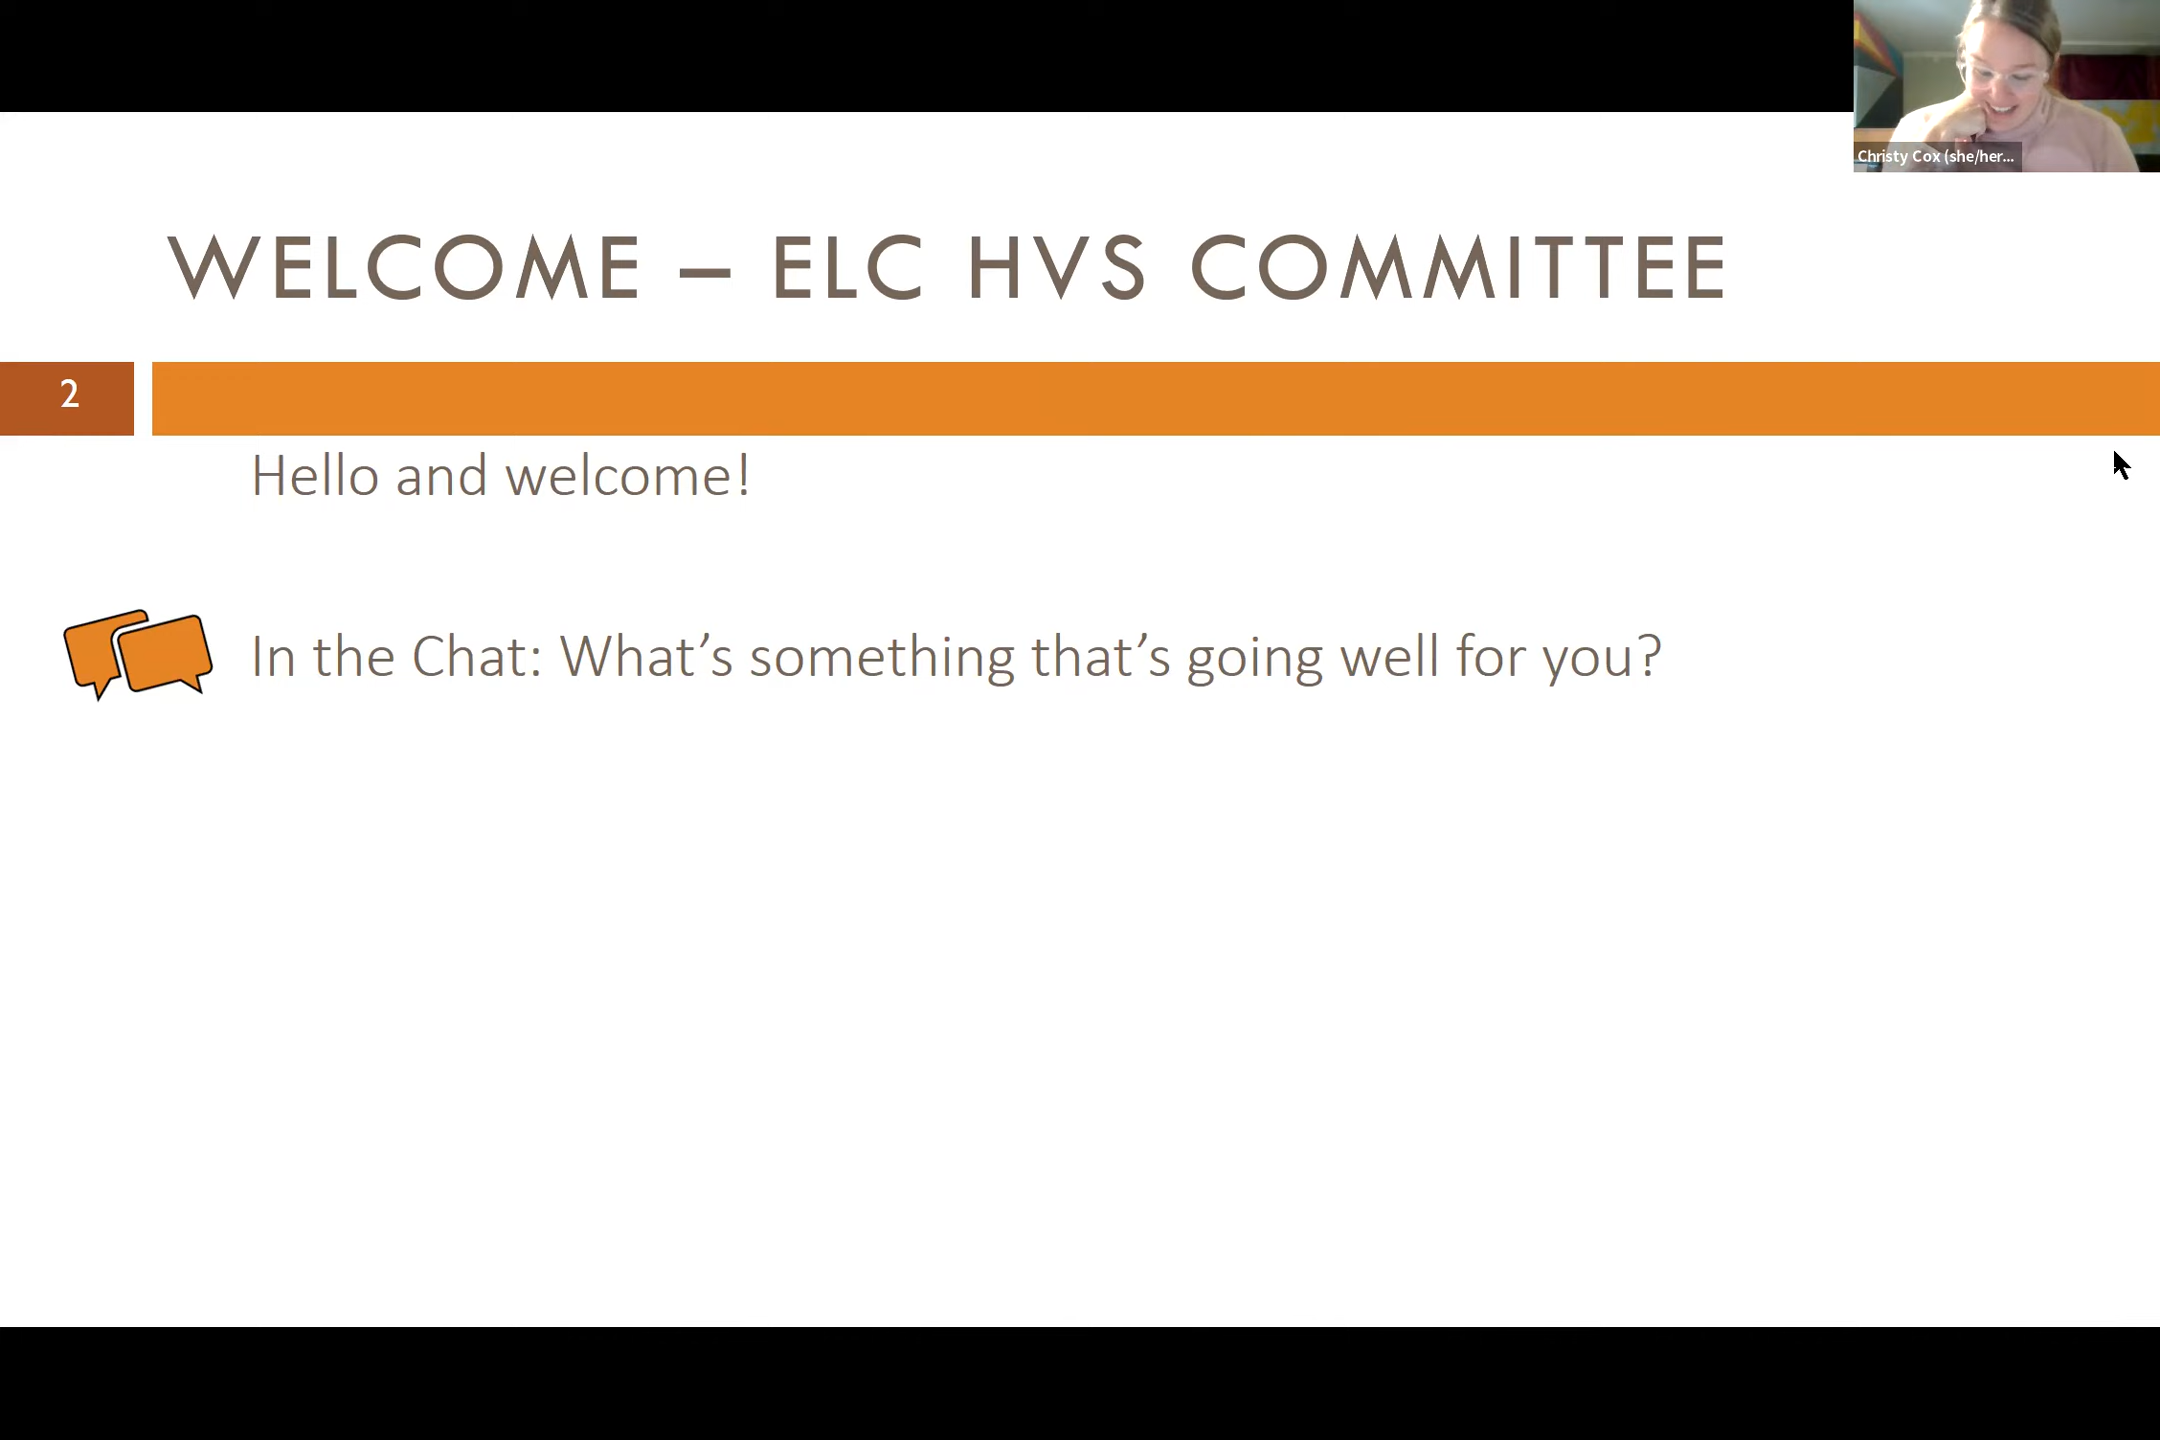 Christy Cox (she/her...
WELCOME – ELC HVS COMMITTEE
2
Hello and welcome!
In the Chat: What’s something that’s going well for you?